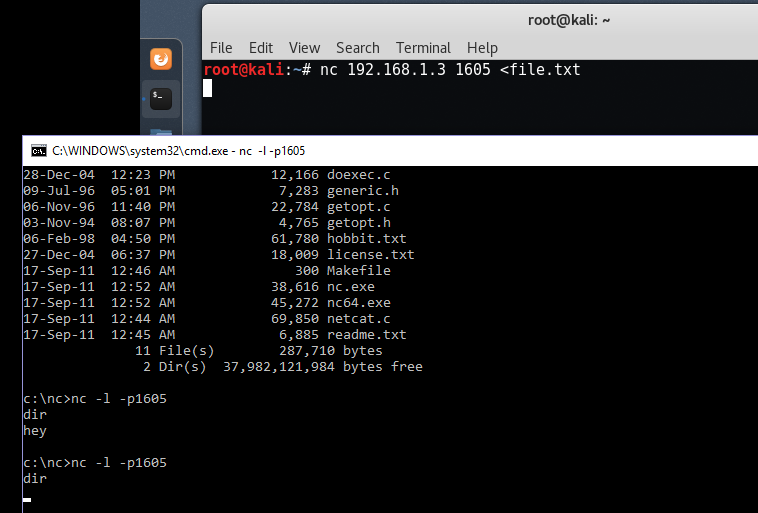 root@kali: ~
File Edit View Search Terminal Help
root@kali:~# nc 192.168.1.3 1605 <file.txt
$_
C:\WINDOWS\system32\cmd.exe - nc -l -p1605
28-Dec-04  12:23 PM            12,166 doexec.c
09-Jul-96  05:01 PM             7,283 generic.h
06-Nov-96  11:40 PM            22,784 getopt.c
03-Nov-94  08:07 PM             4,765 getopt.h
06-Feb-98  04:50 PM            61,780 hobbit.txt
27-Dec-04  06:37 PM            18,009 license.txt
17-Sep-11  12:46 AM               300 Makefile
17-Sep-11  12:52 AM            38,616 nc.exe
17-Sep-11  12:52 AM            45,272 nc64.exe
17-Sep-11  12:44 AM            69,850 netcat.c
17-Sep-11  12:45 AM             6,885 readme.txt
11 File(s)        287,710 bytes
2 Dir(s)  37,982,121,984 bytes free
c:\nc>nc -l -p1605
dir
hey
c:\nc>nc -l -p1605
dir